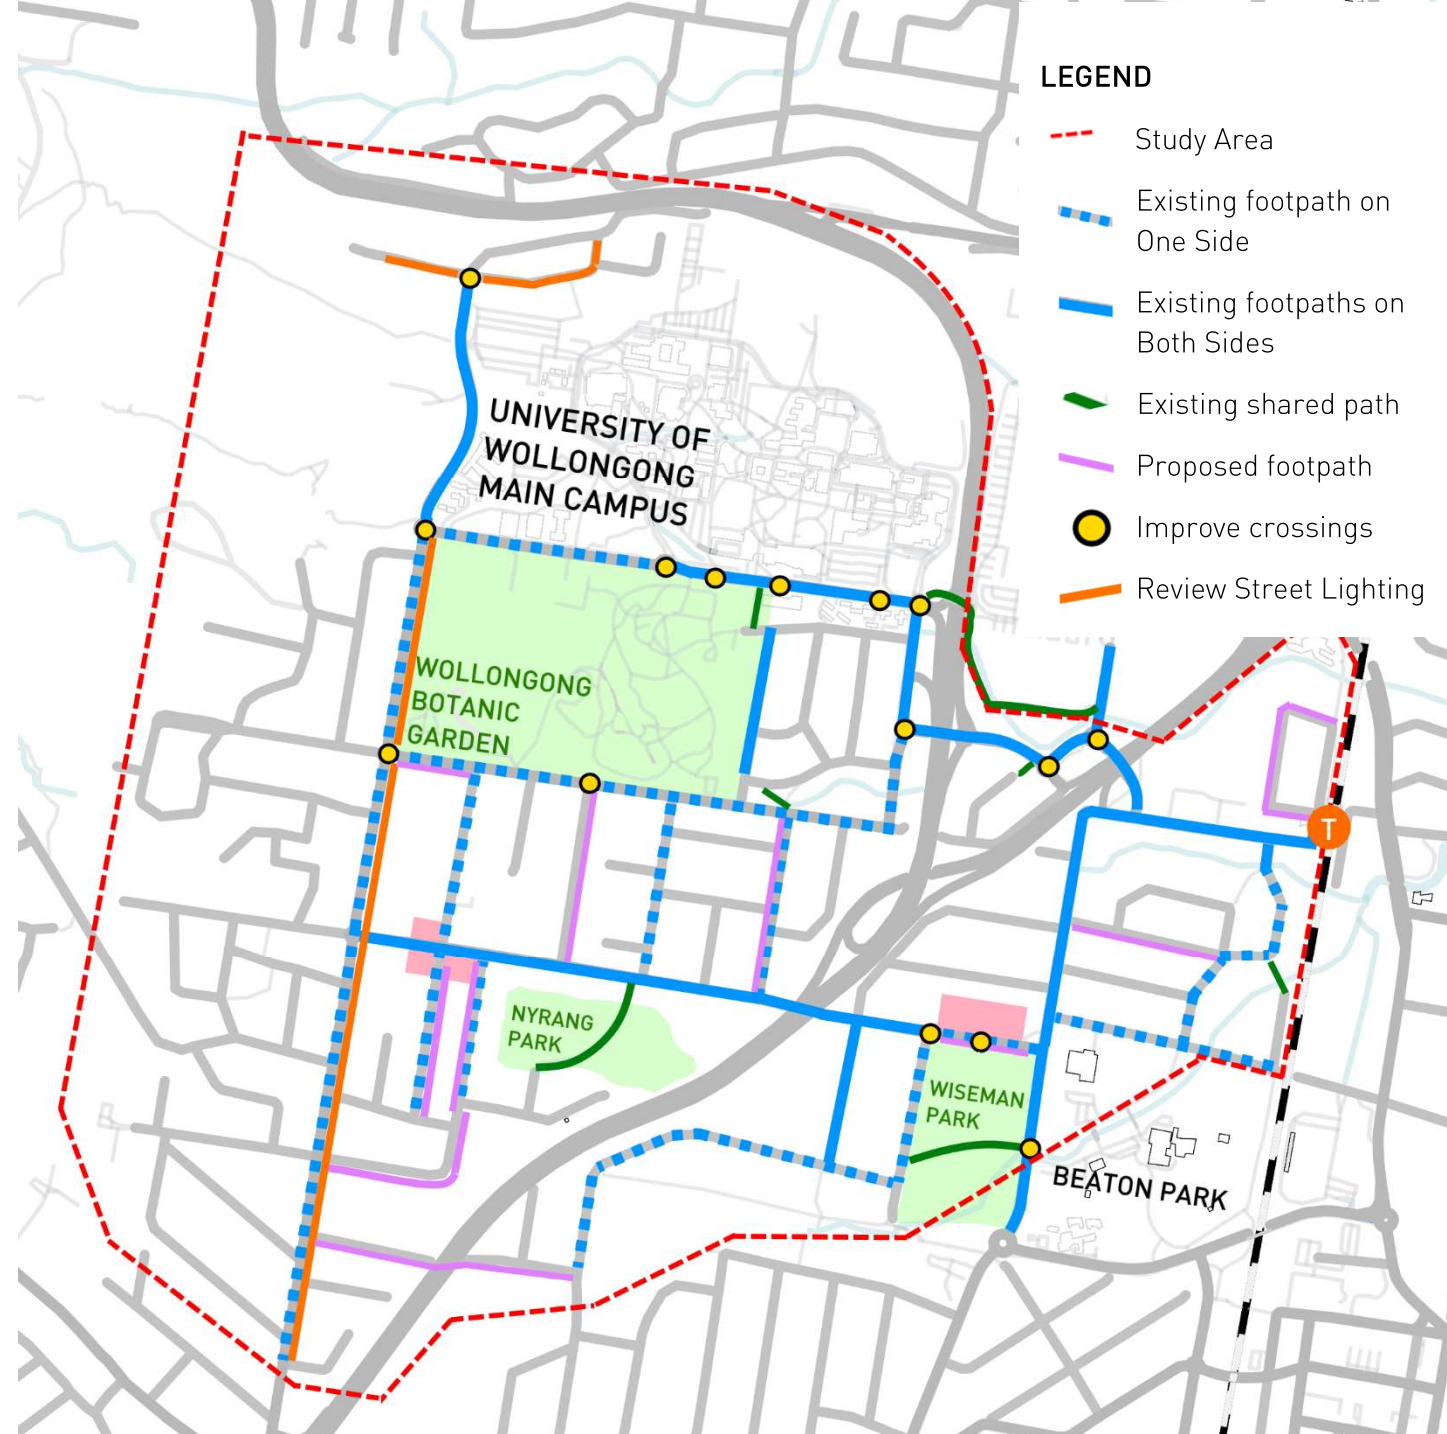 LEGEND
Study Area
Existing footpath on
One Side
Existing footpaths on
Both Sides
Existing shared path
Proposed footpath
Improve crossings
Review Street Lighting
UNIVERSITY OF
WOLLONGONG
MAIN CAMPUS
WOLLONGONG
BOTANIC
GARDEN
T
NYRANG
PARK
WISEMAN
PARK
BEATON PARK